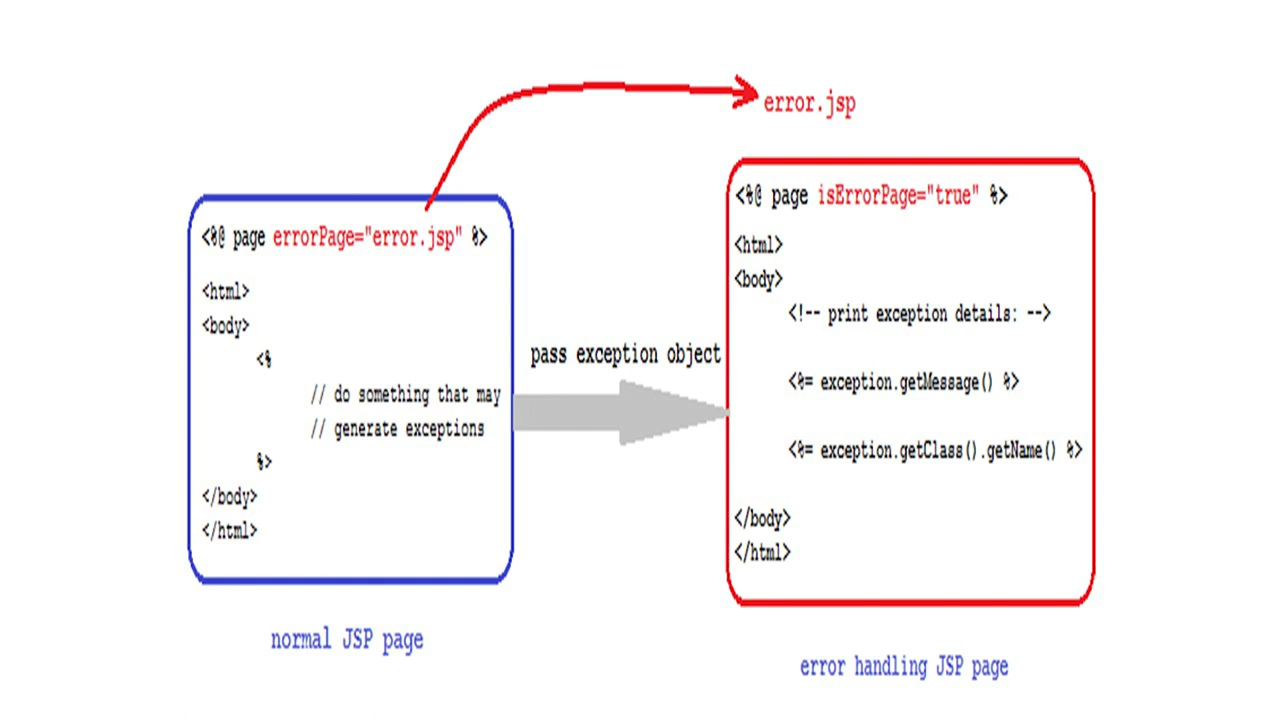 error.jsp
<%@ page errorPage="error.jsp" %>
<html>
<body>
<%
// do something that may
// generate exceptions
%>
</body>
</html>
normal JSP page
pass exception object
<%@ page isErrorPage="true" %>
<html>
<body>
<!-- print exception details: -->
<%= exception.getMessage() %>
<%= exception.getClass().getName() %>
</body>
</html>
error handling JSP page